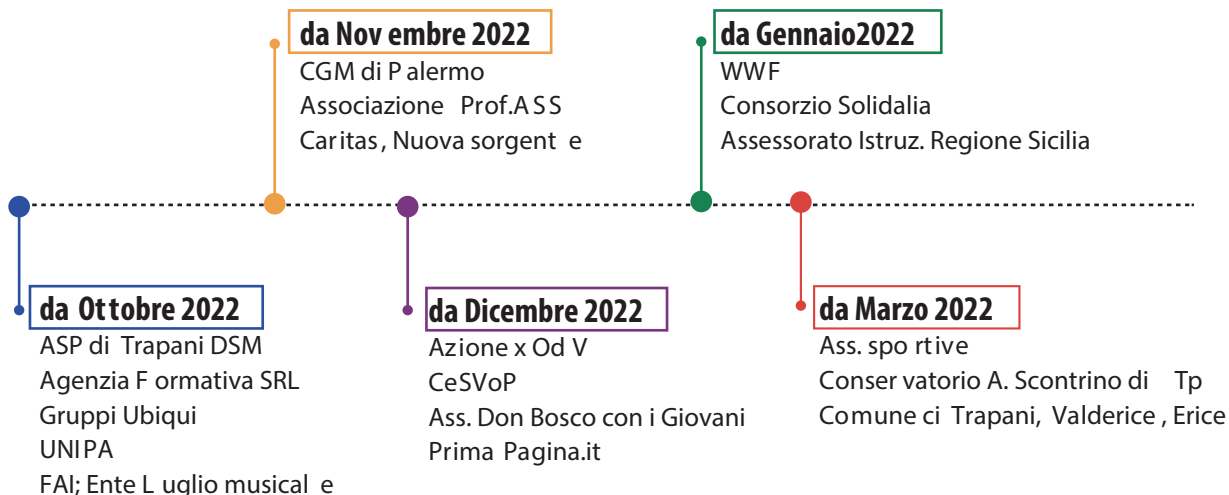 da Novembre 2022
CGM di Palermo
Associazione Prof.ASS
Caritas, Nuova sorgente
da Gennaio2022
WWF
Consorzio Solidalia
Assessorato Istruz. Regione Sicilia
da Ottobre 2022
ASP di Trapani DSM
Agenzia Formativa SRL
Gruppi Ubiqui
UNIPA
FAI; Ente Luglio musicale
da Dicembre 2022
Azione x OdV
CeSVoP
Ass. Don Bosco con i Giovani
Prima Pagina.it
da Marzo 2022
Ass. sportive
Conservatorio A. Scontrino di Tp
Comune ci Trapani, Valderice, Erice